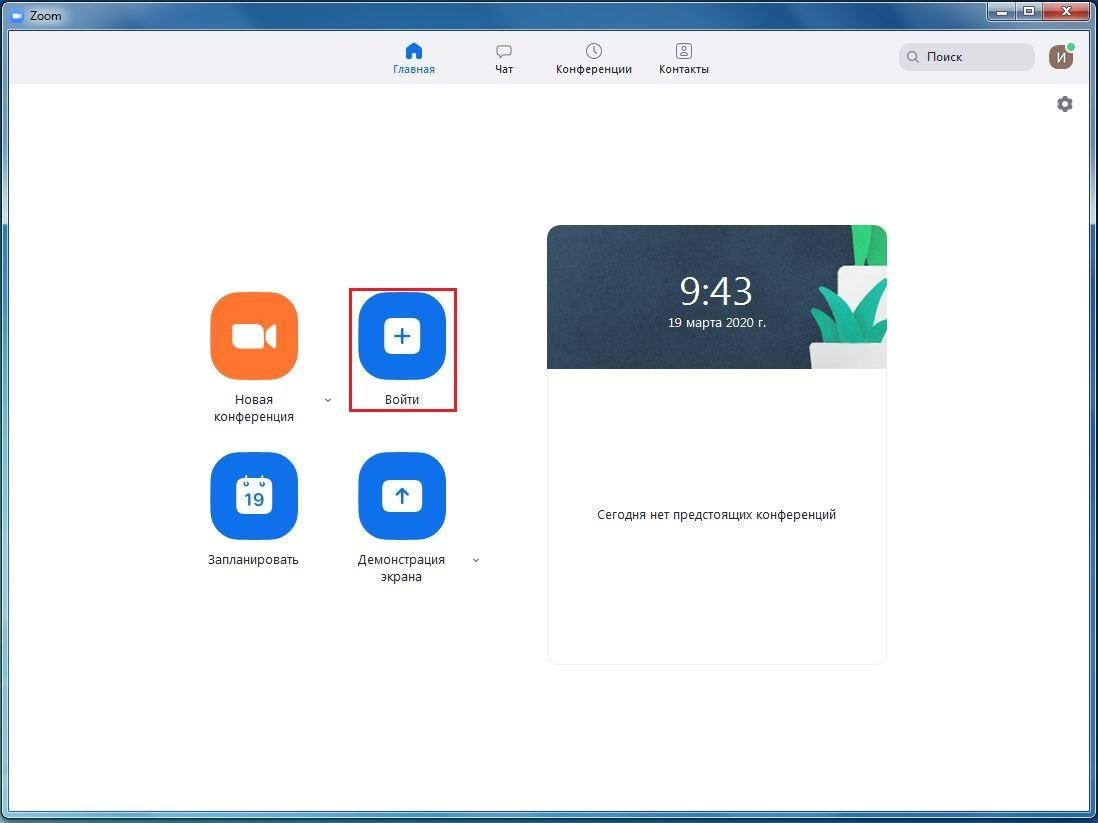 Zoom
Главная
Чат
Конференции
Контакты
Поиск
И
9:43
19 марта 2020 г.
Новая
конференция
Войти
19
Запланировать
Демонстрация
экрана
Сегодня нет предстоящих конференций